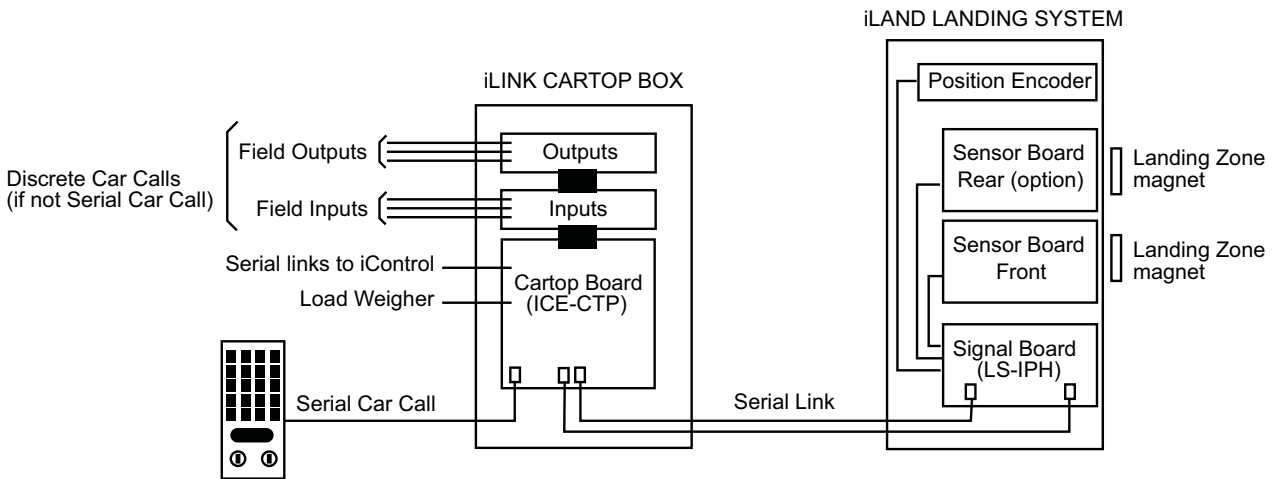 iLAND LANDING SYSTEM
iLINK CARTOP BOX
Position Encoder
Discrete Car Calls
(if not Serial Car Call)
Field Outputs
Field Inputs
Outputs
Inputs
Serial links to iControl
Load Weigher
Cartop Board
(ICE-CTP)
Sensor Board
Rear (option)
Landing Zone
magnet
Sensor Board
Front
Landing Zone
magnet
Signal Board
(LS-IPH)
Serial Car Call
Serial Link